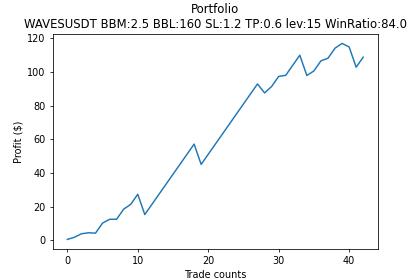 Portfolio
WAVESUSDT BBM:2.5 BBL:160 SL:1.2 TP:0.6 lev:15 WinRatio:84.0
120
100
80
60
40
20
0
Profit ($)
0 10 20 30 40
Trade counts